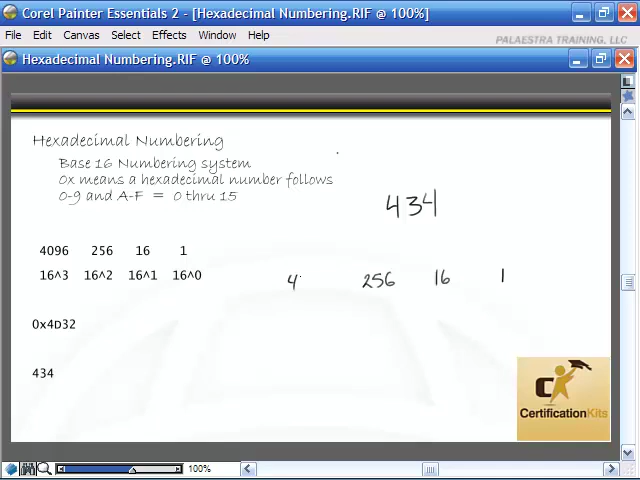 Corel Painter Essentials 2 - [Hexadecimal Numbering.RIF @ 100%]
File Edit Canvas Select Effects Window Help
PALAESTRA TRAINING, LLC
Hexadecimal Numbering.RIF @ 100%
Hexadecimal Numbering
Base 16 Numbering system
0x means a hexadecimal number follows
0-9 and A-F = 0 thru 15
434
4096 256 16 1
16^3 16^2 16^1 16^0
4 256 16 1
0x4D32
434
CK
CertificationKits
100%